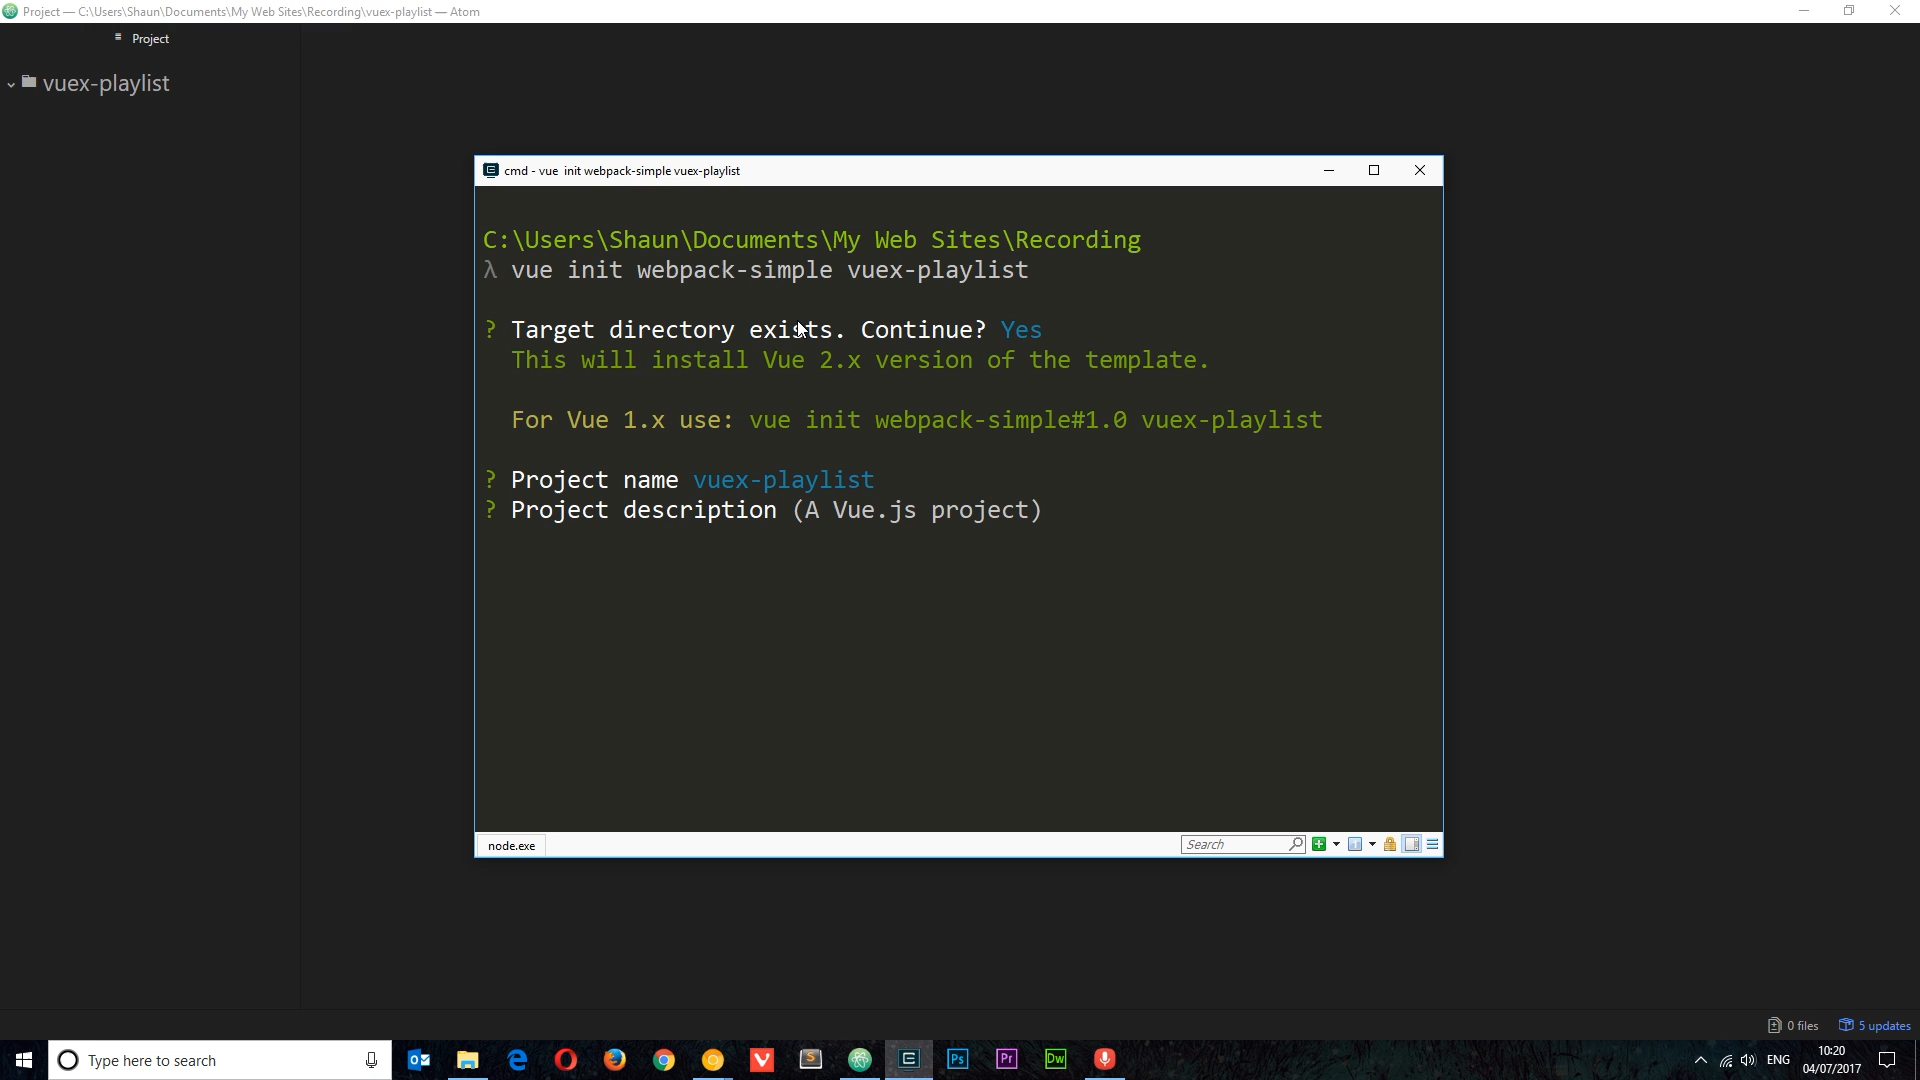 Project — C:\Users\Shaun\Documents\My Web Sites\Recording\vuex-playlist — Atom
Project
vuex-playlist
cmd - vue init webpack-simple vuex-playlist
C:\Users\Shaun\Documents\My Web Sites\Recording
λ vue init webpack-simple vuex-playlist
? Target directory exists. Continue? Yes
This will install Vue 2.x version of the template.
For Vue 1.x use: vue init webpack-simple#1.0 vuex-playlist
? Project name vuex-playlist
? Project description (A Vue.js project)
node.exe
Search
0 files
5 updates
Type here to search
Ps
Pr
Dw
ENG
10:20
04/07/2017